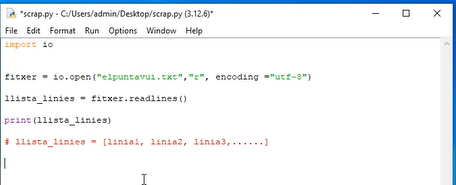 *scrap.py - C:/Users/admin/Desktop/scrap.py (3.12.6)*
File Edit Format Run Options Window Help
import io
fitxer = io.open("elpuntavui.txt","r", encoding ="utf-8")
llista_linies = fitxer.readlines()
print(llista_linies)
# llista_linies = [linia1, linia2, linia3,......]